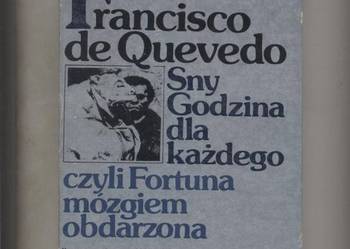 Francisco
de Quevedo
Sny
Godzina
dla
każdego
czyli Fortuna
mózgiem
obdarzona